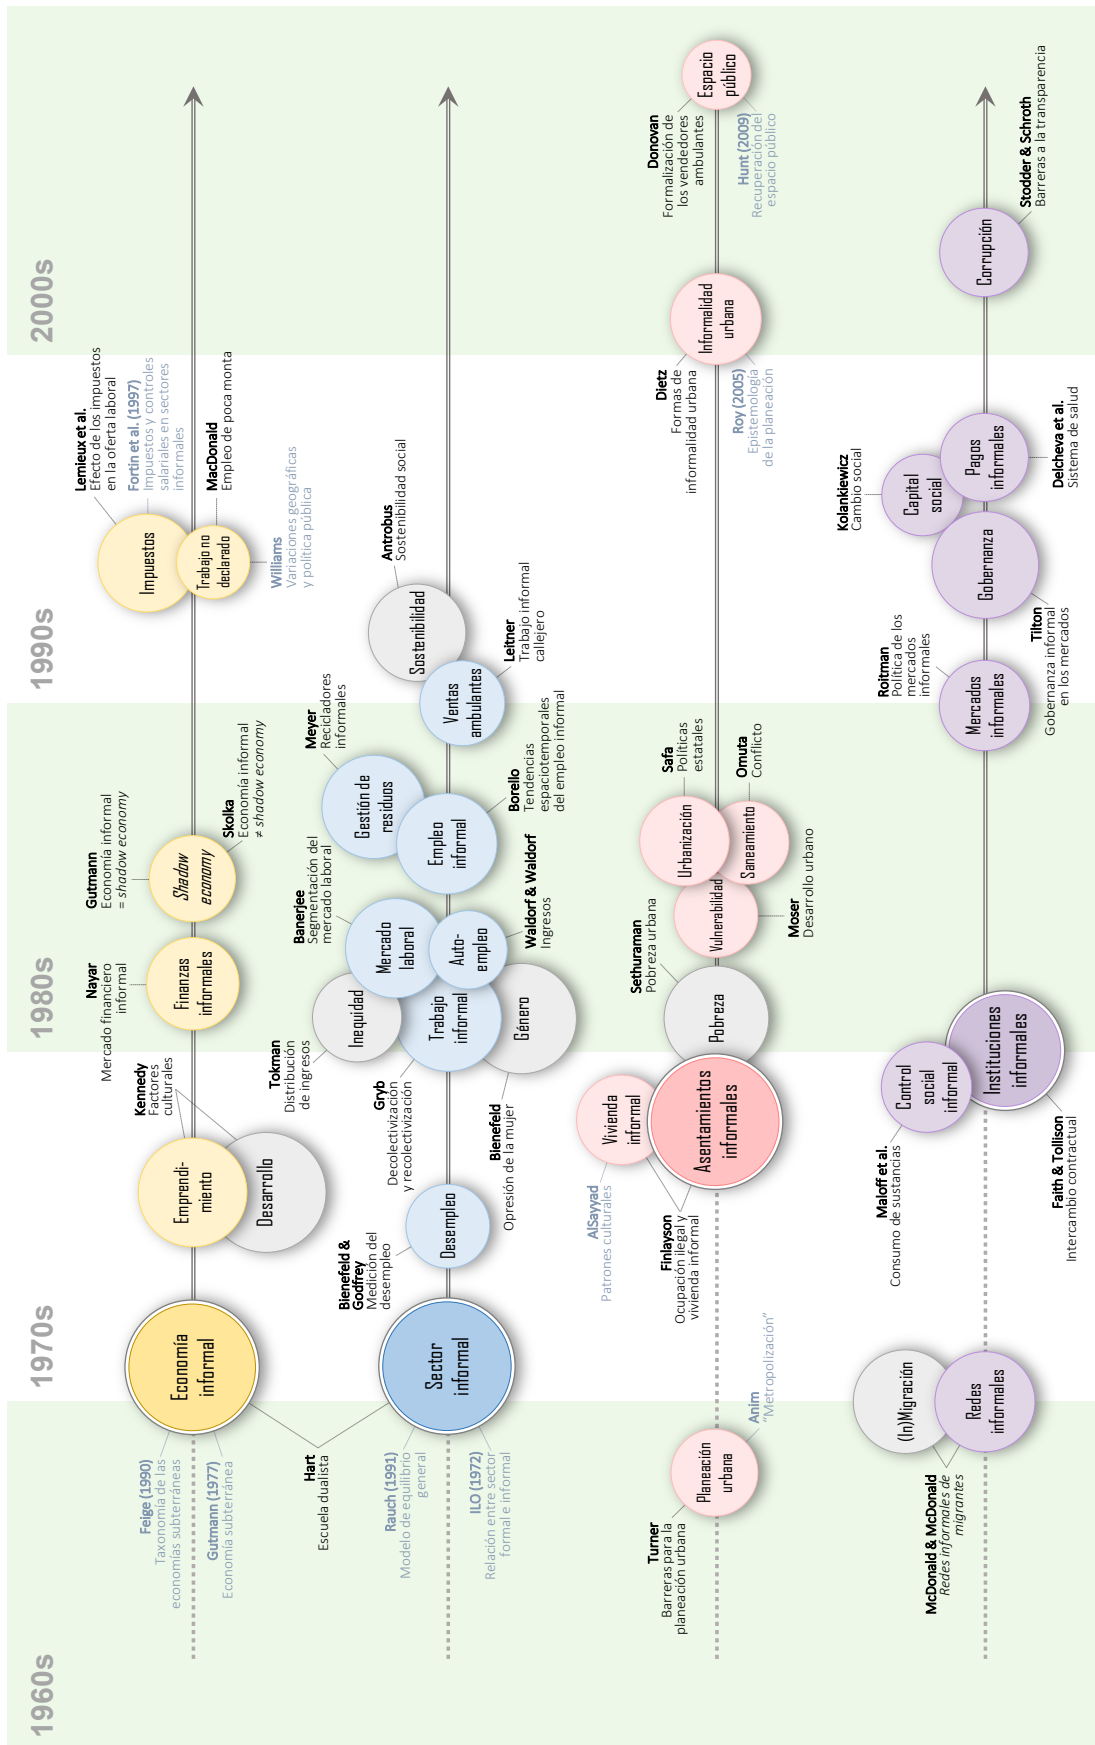 1960s
1970s
1980s
1990s
2000s
Feige (1990)
Taxonomía de las
economías subterráneas
Gutmann (1977)
Economía subterránea
Economía
informal
Hart
Escuela dualista
Kennedy
Factores
culturales
Emprendi-
miento
Desarrollo
Nayar
Mercado financiero
informal
Finanzas
informales
Gutmann
Economía informal
= shadow economy
Shadow
economy
Skolka
Economía informal
≠ shadow economy
Lemieux et al.
Efecto de los impuestos
en la oferta laboral
Fortin et al. (1997)
Impuestos y controles
salariales en sectores
informales
Impuestos
Trabajo no
declarado
MacDonald
Empleo de poca monta
Williams
Variaciones geográficas
y política pública
Rauch (1991)
Modelo de equilibrio
general
ILO (1972)
Relación entre sector
formal e informal
Sector
informal
Bienefeld &
Godfrey
Medición del
desempleo
Desempleo
Tokman
Distribución
de ingresos
Inequidad
Gryb
Decolectivización
y recolectivización
Trabajo
informal
Bienefeld
Opresión de la mujer
Género
Banerjee
Segmentación del
mercado laboral
Mercado
laboral
Auto-
empleo
Waldorf & Waldorf
Ingresos
Meyer
Recicladores
informales
Gestión de
residuos
Empleo
informal
Borello
Tendencias
espaciotemporales
del empleo informal
Antrobus
Sostenibilidad social
Sostenibilidad
Ventas
ambulantes
Leitner
Trabajo informal
callejero
Turner
Barreras para la
planeación urbana
Planeación
urbana
Anim
“Metropolización”
AlSayyad
Patrones culturales
Vivienda
informal
Finlayson
Ocupación ilegal y
vivienda informal
Asentamientos
informales
Sethuraman
Pobreza urbana
Pobreza
Vulnerabilidad
Moser
Desarrollo urbano
Safa
Políticas
estatales
Urbanización
Saneamiento
Omuta
Conflicto
Dietz
Formas de
informalidad urbana
Informalidad
urbana
Roy (2005)
Epistemología
de la planeación
Donovan
Formalización de
los vendedores
ambulantes
Espacio
público
Hunt (2009)
Recuperación del
espacio público
(In)Migración
Redes
informales
McDonald & McDonald
Redes informales de
migrantes
Maloff et al.
Consumo de sustancias
Control
social
informal
Instituciones
informales
Faith & Tollison
Intercambio contractual
Roitman
Política de los
mercados
informales
Mercados
informales
Gobernanza
Tilton
Gobernanza informal
en los mercados
Kolankiewicz
Cambio social
Capital
social
Pagos
informales
Delcheva et al.
Sistema de salud
Corrupción
Stodder & Schroth
Barreras a la transparencia